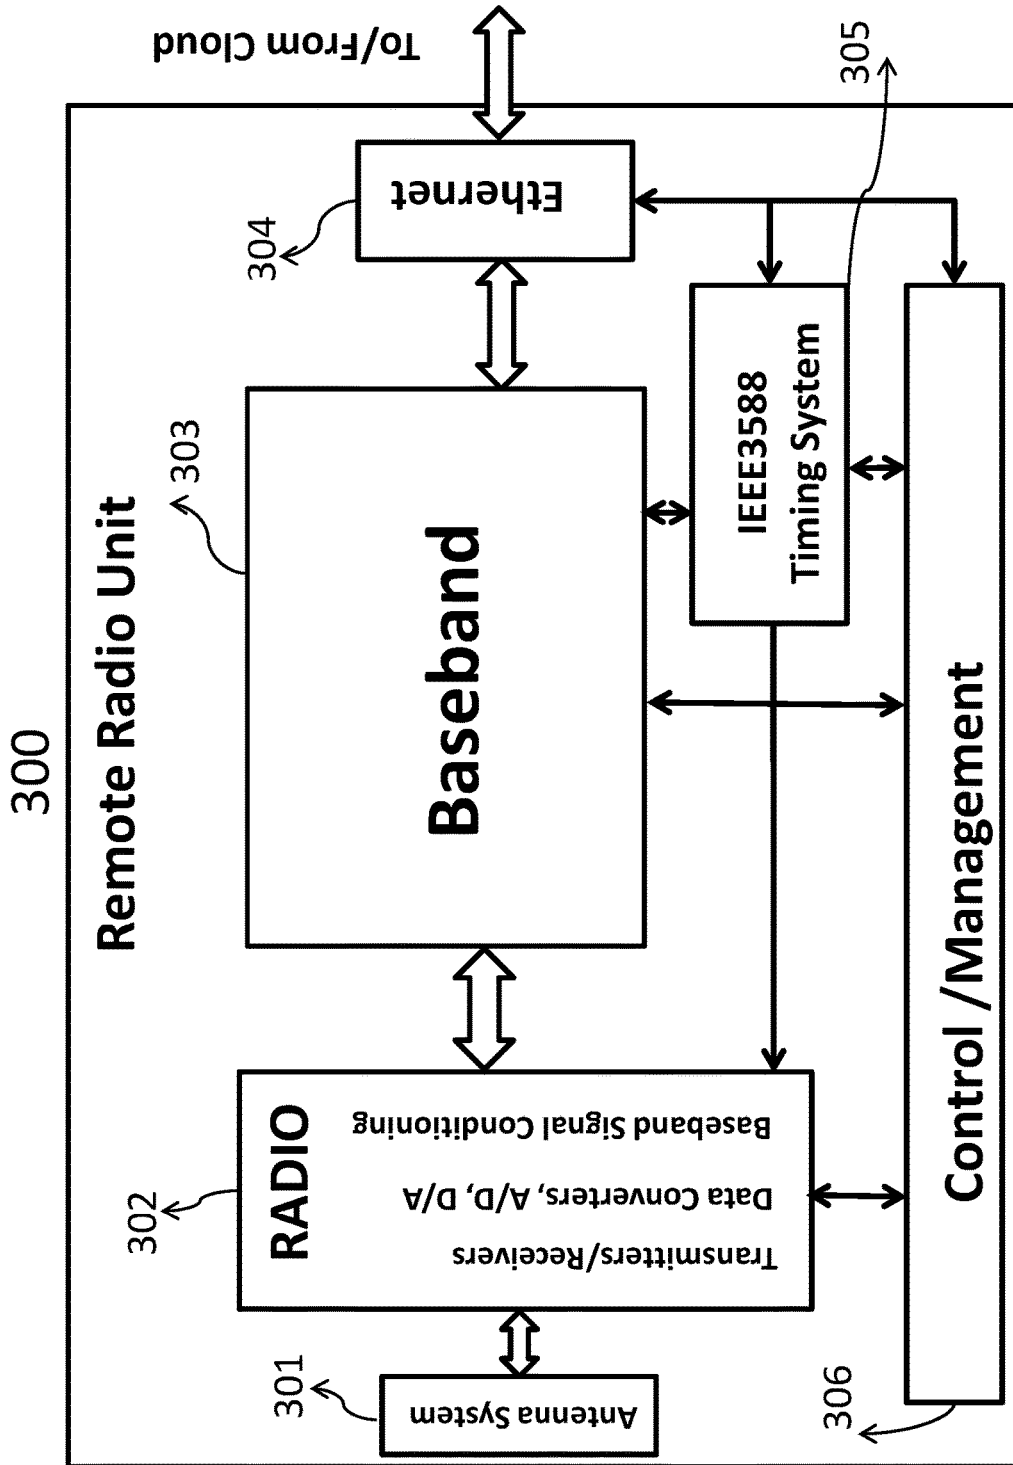 300
Remote Radio Unit
301
Antenna System
302
RADIO
Transmitters/Receivers
Data Converters, A/D, D/A
Baseband Signal Conditioning
303
Baseband
304
Ethernet
To/From Cloud
305
IEEE3588
Timing System
306
Control /Management